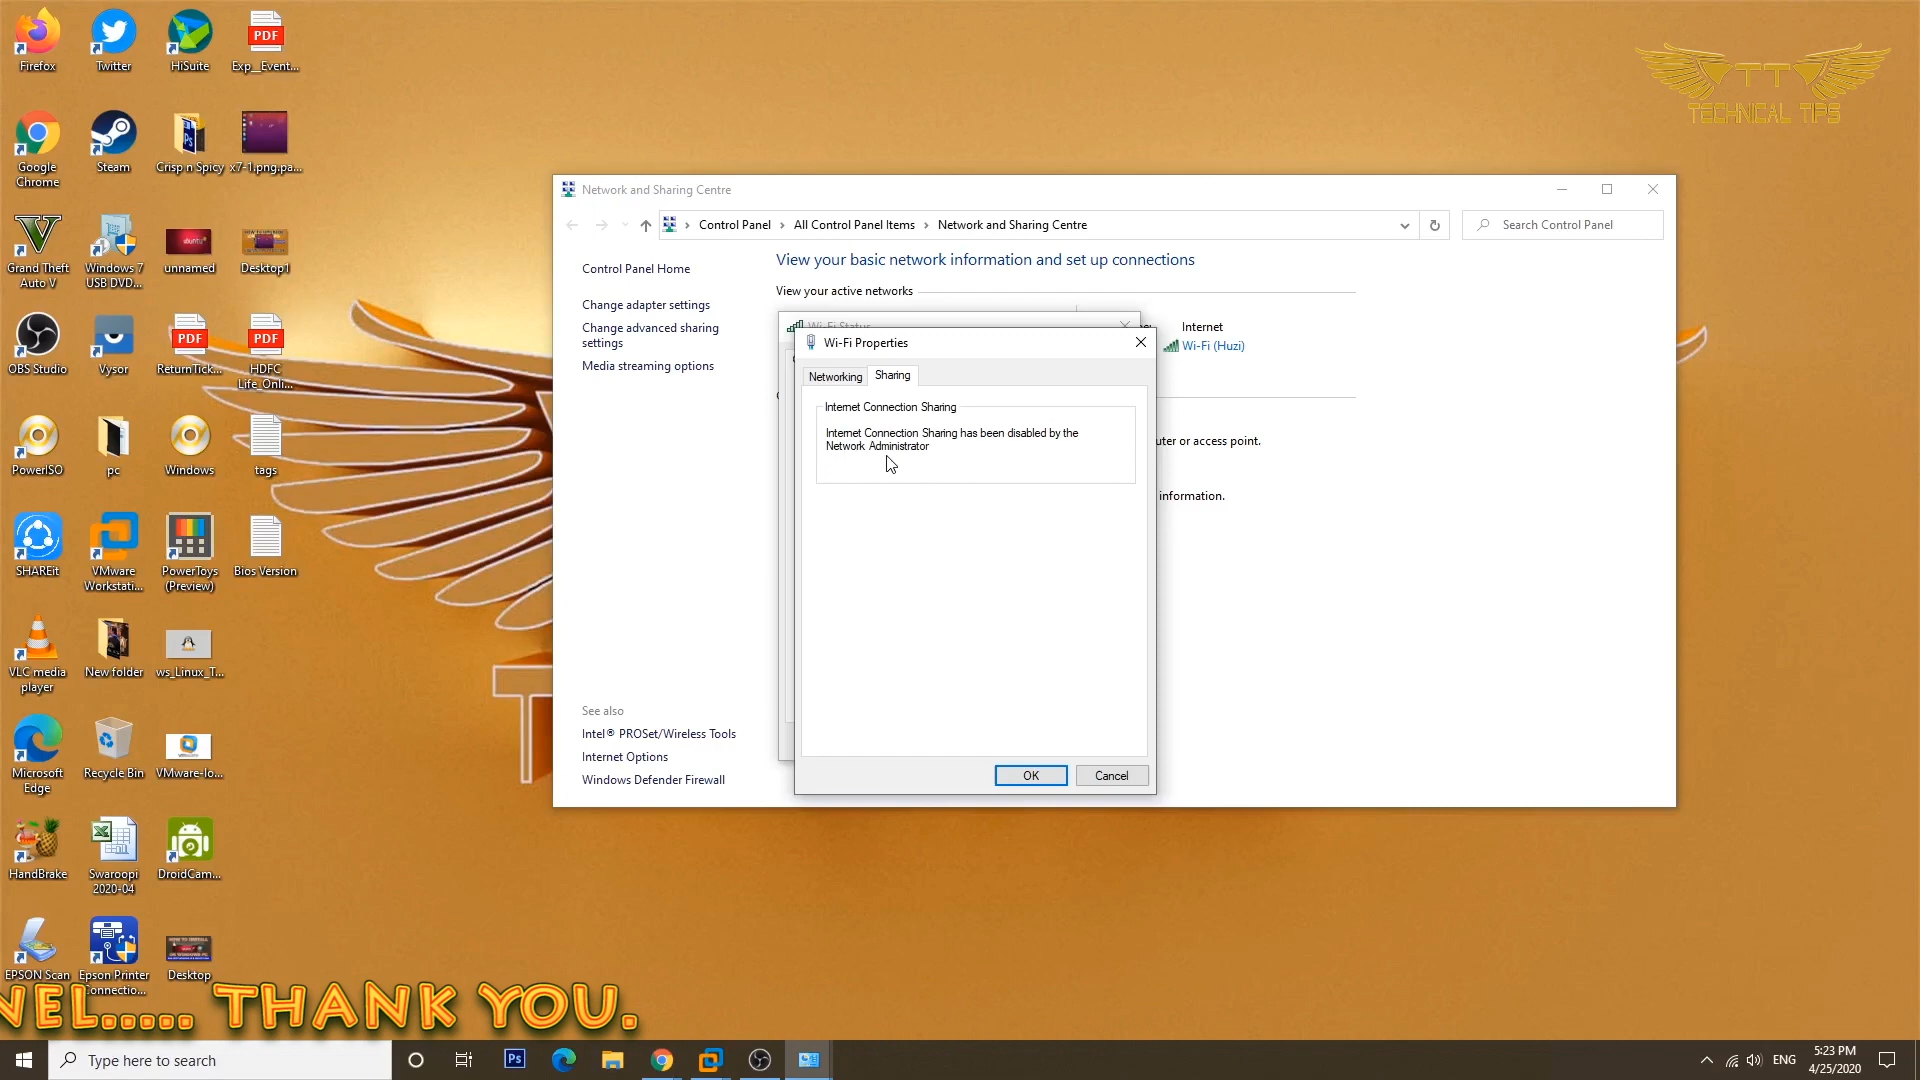 Firefox
Twitter
HiSuite
PDF
Exp_Event...
TT
TECHNICAL TIPS
Google
Chrome
Steam
Crisp n Spicy
x7-1.png.pa...
Grand Theft
Auto V
Windows 7
USB DVD...
unnamed
Desktop1
OBS Studio
Vysor
PDF
ReturnTick...
PDF
HDFC
Life_Onli...
PowerISO
pc
Windows
tags
SHAREit
VMware
Workstati...
PowerToys
(Preview)
Bios Version
VLC media
player
New folder
ws_Linux_T...
Microsoft
Edge
Recycle Bin
VMware-lo...
HandBrake
Swaroopi
2020-04
DroidCam...
EPSON Scan
Epson Printer
Connectio...
Desktop
Network and Sharing Centre
Control Panel
All Control Panel Items
Network and Sharing Centre
Search Control Panel
Control Panel Home
Change adapter settings
Change advanced sharing
settings
Media streaming options
View your basic network information and set up connections
View your active networks
Internet
Wi-Fi (Huzi)
Wi-Fi Status
Wi-Fi Properties
Networking
Sharing
Internet Connection Sharing
Internet Connection Sharing has been disabled by the
Network Administrator
uter or access point.
information.
OK
Cancel
See also
Intel® PROSet/Wireless Tools
Internet Options
Windows Defender Firewall
NEL..... THANK YOU.
Type here to search
Ps
ENG
5:23 PM
4/25/2020